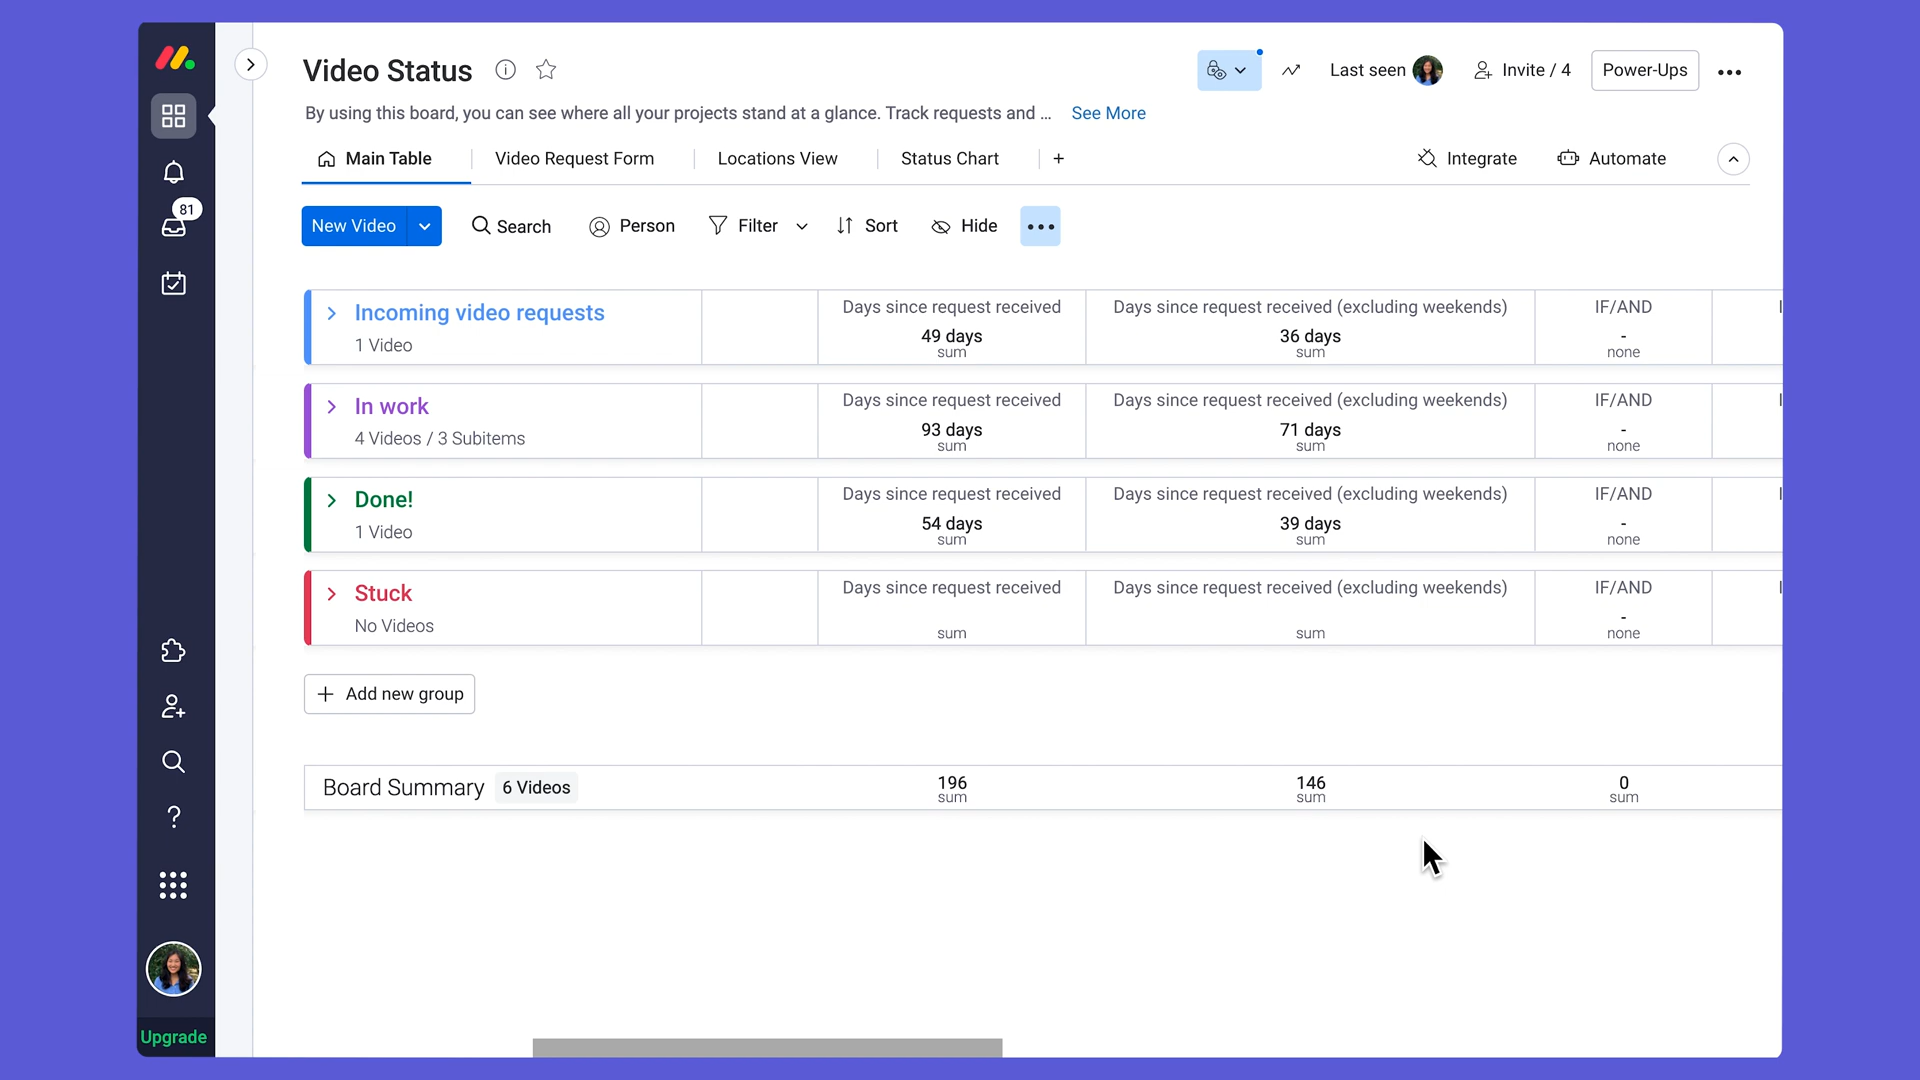 Video Status
Last seen
Invite / 4
Power-Ups
By using this board, you can see where all your projects stand at a glance. Track requests and ... See More
Main Table
Video Request Form
Locations View
Status Chart
+
Integrate
Automate
81
New Video
Search
Person
Filter
Sort
Hide
Incoming video requests
1 Video
Days since request received
49 days
sum
Days since request received (excluding weekends)
36 days
sum
IF/AND
-
none
In work
4 Videos / 3 Subitems
Days since request received
93 days
sum
Days since request received (excluding weekends)
71 days
sum
IF/AND
-
none
Done!
1 Video
Days since request received
54 days
sum
Days since request received (excluding weekends)
39 days
sum
IF/AND
-
none
Stuck
No Videos
Days since request received
sum
Days since request received (excluding weekends)
sum
IF/AND
-
none
+ Add new group
Board Summary
6 Videos
196
sum
146
sum
0
sum
Upgrade